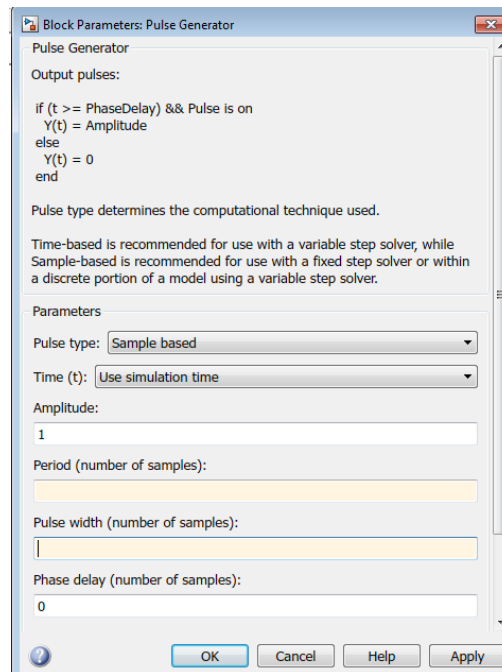 Block Parameters: Pulse Generator
Pulse Generator
Output pulses:
if (t >= PhaseDelay) && Pulse is on
Y(t) = Amplitude
else
Y(t) = 0
end
Pulse type determines the computational technique used.
Time-based is recommended for use with a variable step solver, while
Sample-based is recommended for use with a fixed step solver or within
a discrete portion of a model using a variable step solver.
Parameters
Pulse type: Sample based
Time (t): Use simulation time
Amplitude:
1
Period (number of samples):
Pulse width (number of samples):
Phase delay (number of samples):
0
OK Cancel Help Apply